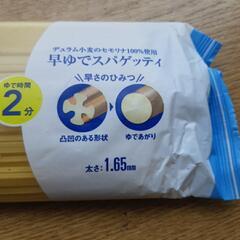 デュラム小麦のセモリナ100%使用
早ゆでスパゲッティ
早さのひみつ
ゆで時間
2分
凸凹のある形状
ゆであがり
太さ:1.65mm